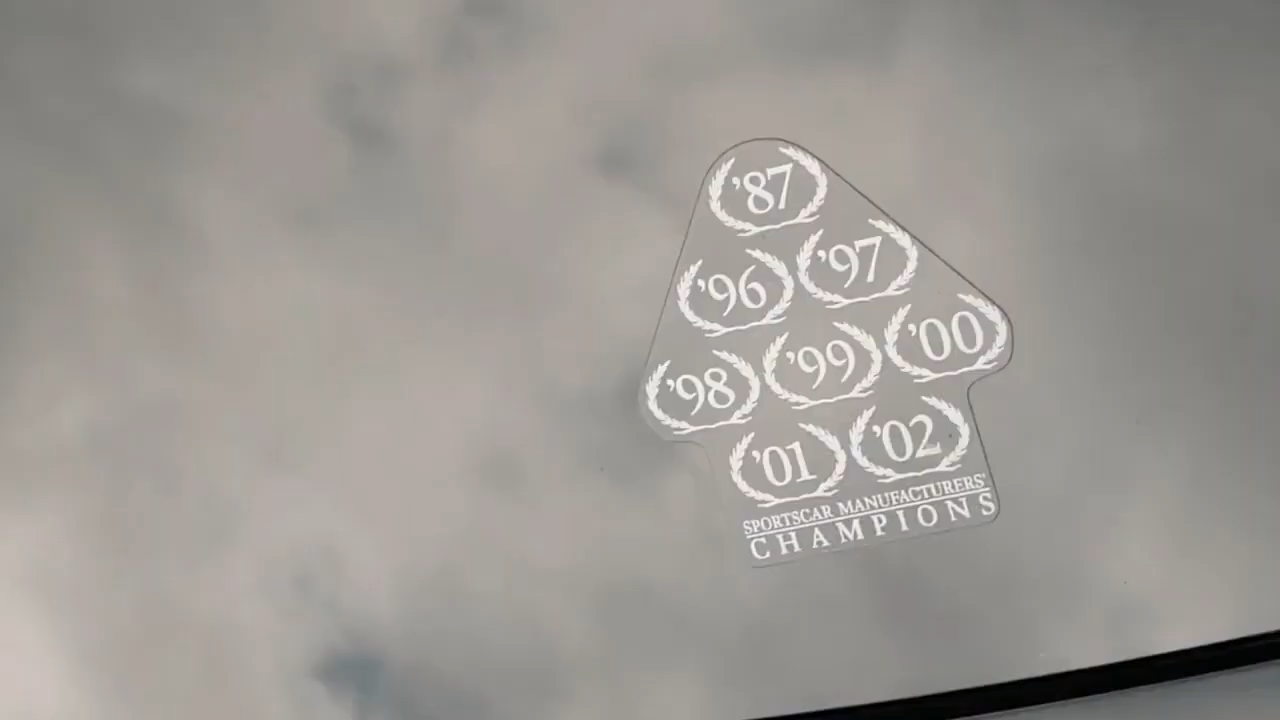 '87
'96 '97
'98 '99 '00
'01 '02
SPORTSCAR MANUFACTURERS'
CHAMPIONS